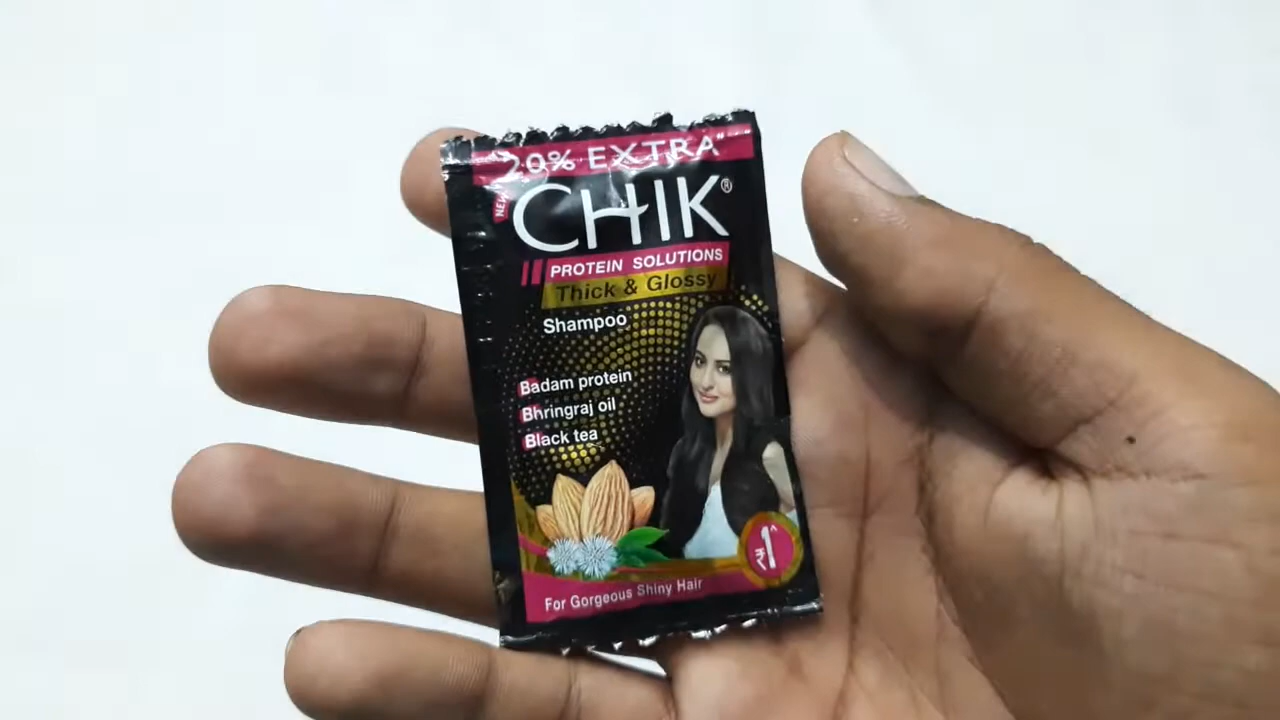 20% EXTRA*
NEW
CHIK®
PROTEIN SOLUTIONS
Thick & Glossy
Shampoo
Badam protein
Bhringraj oil
Black tea
₹1^
For Gorgeous Shiny Hair